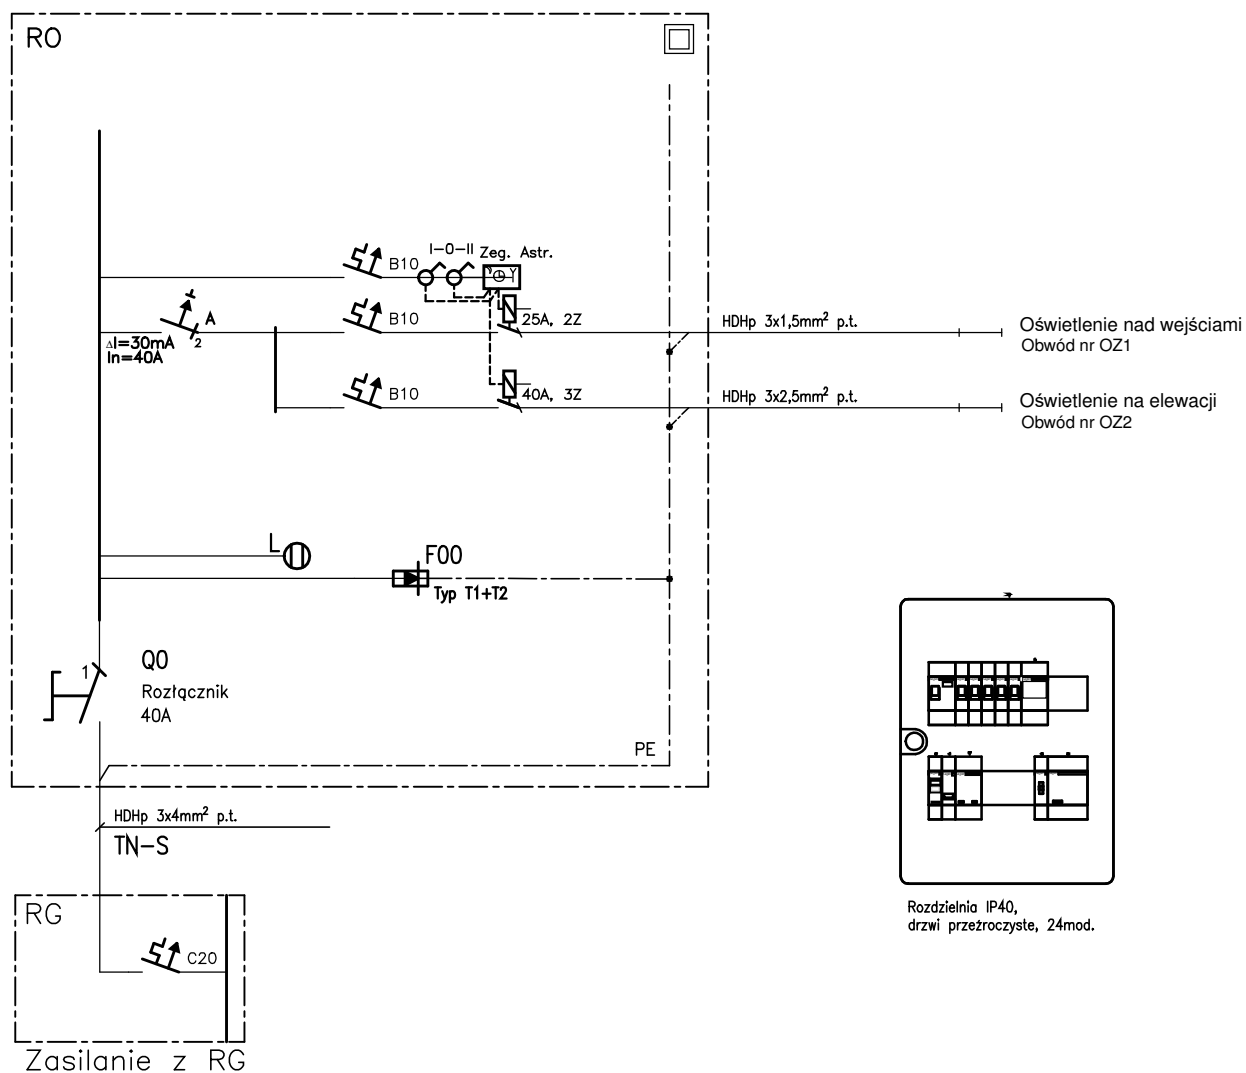 RO
I-0-II Zeg. Astr.
B10
A
B10
25A, 2Z
HDHp 3x1,5mm² p.t.
Oświetlenie nad wejściami
Obwód nr OZ1
2
ΔI=30mA
In=40A
B10
40A, 3Z
HDHp 3x2,5mm² p.t.
Oświetlenie na elewacji
Obwód nr OZ2
L
F00
Typ T1+T2
1
Q0
Rozłącznik
40A
PE
HDHp 3x4mm² p.t.
TN-S
RG
C20
Zasilanie z RG
Rozdzielnia IP40,
drzwi przeźroczyste, 24mod.